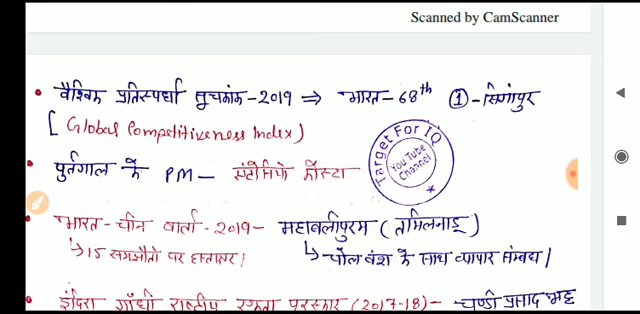 Scanned by CamScanner
• वैश्विक प्रतिस्पर्धा सूचकांक-2019 ⇒ भारत-68th ①-सिंगापुर
[Global Competitiveness Index)
• पुर्तगाल के PM - एंटोनियो कोस्टा
Target For IQ
You Tube
Channel
• भारत-चीन वार्ता-2019- महाबलीपुरम (तमिलनाडु)
↳15 समझौतों पर हस्ताक्षर। ↳चोल वंश के साथ व्यापार संबंध।
• इंदिरा गाँधी राष्ट्रीय एकता पुरस्कार (2017-18)- चण्डी प्रसाद भट्ट